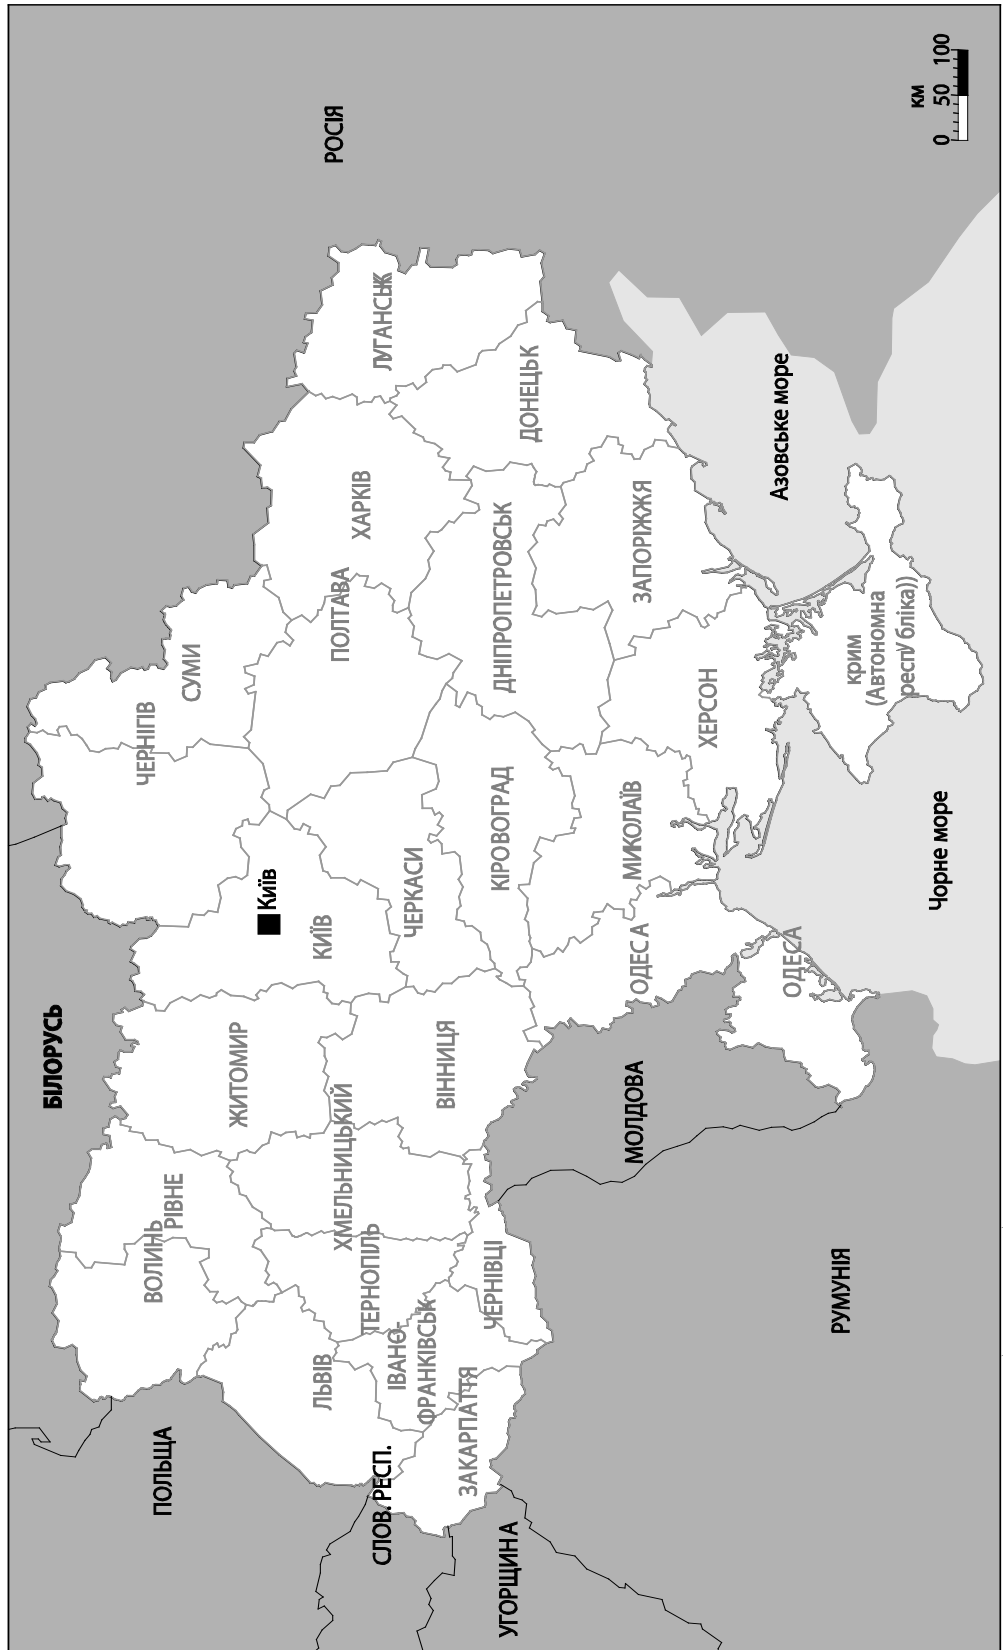 БІЛОРУСЬ
ПОЛЬЩА
РОСІЯ
ЧЕРНІГІВ
СУМИ
ВОЛИНЬ
РІВНЕ
ЖИТОМИР
Київ
КИЇВ
ПОЛТАВА
ХАРКІВ
ЛУГАНСЬК
ЛЬВІВ
ТЕРНОПІЛЬ
ХМЕЛЬНИЦЬКИЙ
ЧЕРКАСИ
ВІННИЦЯ
СЛОВ. РЕСП.
ІВАНО-
ФРАНКІВСЬК
ЗАКАРПАТТЯ
ЧЕРНІВЦІ
КІРОВОГРАД
ДНІПРОПЕТРОВСЬК
ДОНЕЦЬК
УГОРЩИНА
МОЛДОВА
ОДЕСА
МИКОЛАЇВ
ЗАПОРІЖЖЯ
ХЕРСОН
ОДЕСА
РУМУНІЯ
Азовське море
крим
(Автономна
республіка))
Чорне море
км
0 50 100